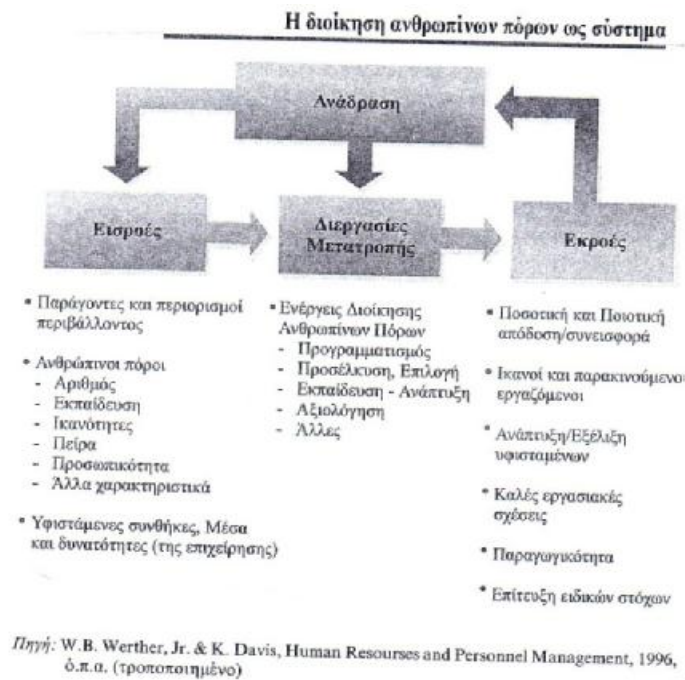 Η διοίκηση ανθρωπίνων πόρων ως σύστημα
Ανάδραση
Εισροές
Διεργασίες
Μετατροπής
Εκροές
• Παράγοντες και περιορισμοί
περιβάλλοντος
• Ανθρώπινοι πόροι
- Αριθμός
- Εκπαίδευση
- Ικανότητες
- Πείρα
- Προσωπικότητα
- Άλλα χαρακτηριστικά
• Υφιστάμενες συνθήκες, Μέσα
και δυνατότητες (της επιχείρησης)
• Ενέργεις Διοίκησης
Ανθρωπίνων Πόρων
- Προγραμματισμός
- Προσέλκυση, Επιλογή
- Εκπαίδευση - Ανάπτυξη
- Αξιολόγηση
- Άλλες
• Ποσοτική και Ποιοτική
απόδοση/συνεισφορά
• Ικανοί και παρακινούμενοι
εργαζόμενοι
• Ανάπτυξη/Εξέλιξη
υφισταμένων
• Καλές εργασιακές
σχέσεις
• Παραγωγικότητα
• Επίτευξη ειδικών στόχων
Πηγή: W.B. Werther, Jr. & K. Davis, Human Resourses and Personnel Management, 1996,
ό.π.α. (τροποποιημένο)